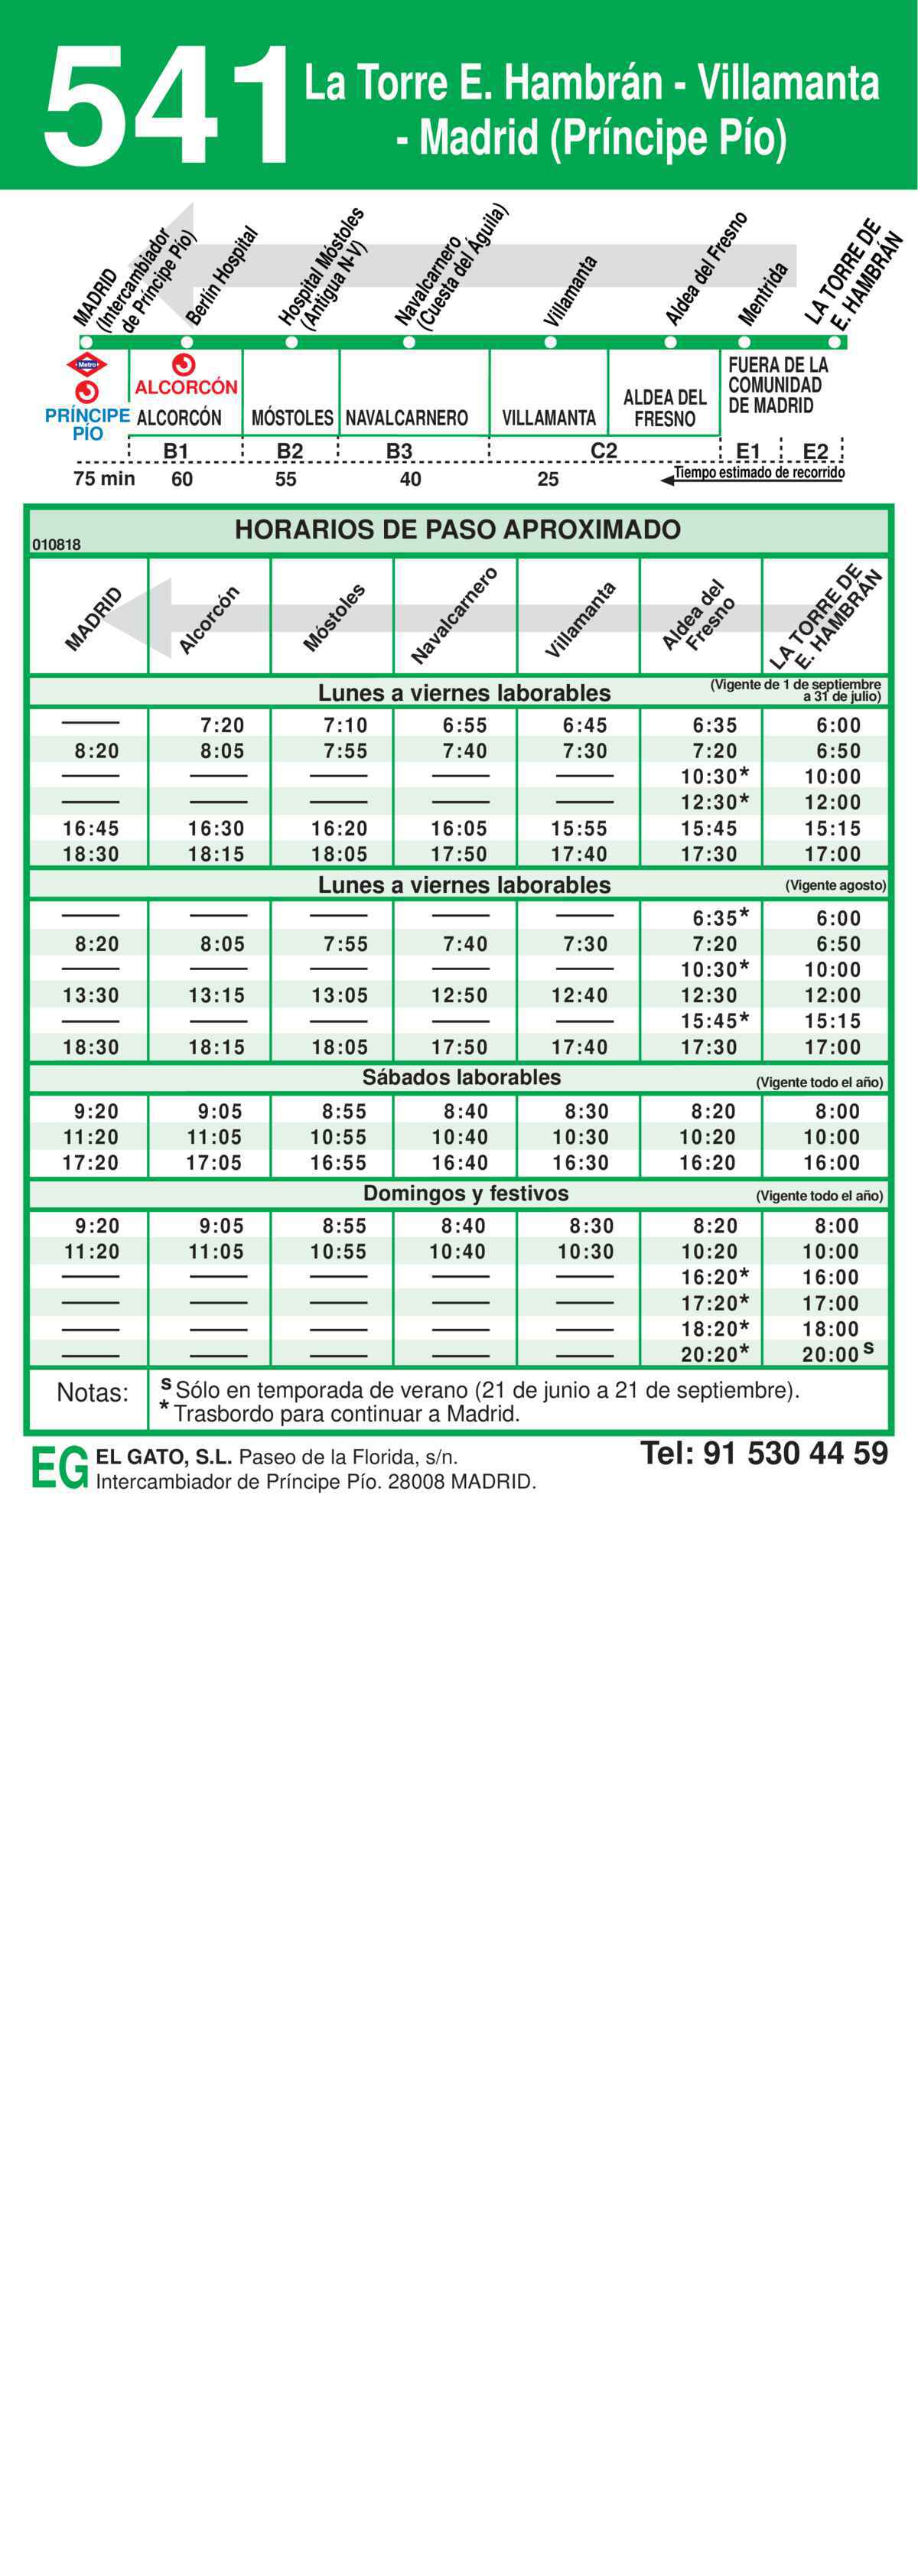 541
La Torre E. Hambrán - Villamanta
- Madrid (Príncipe Pío)
MADRID
(Intercambiador
de Príncipe Pío)
Berlín Hospital
Hospital Móstoles
(Antigua N-V)
Navalcarnero
(Cuesta del Águila)
Villamanta
Aldea del Fresno
Mentrida
LA TORRE DE
E. HAMBRÁN
Metro
PRÍNCIPE
PÍO
ALCORCÓN
ALCORCÓN
MÓSTOLES
NAVALCARNERO
VILLAMANTA
ALDEA DEL
FRESNO
FUERA DE LA
COMUNIDAD
DE MADRID
B1 B2 B3 C2 E1 E2
75 min 60 55 40 25 Tiempo estimado de recorrido
HORARIOS DE PASO APROXIMADO
010818
MADRID
Alcorcón
Móstoles
Navalcarnero
Villamanta
Aldea del
Fresno
LA TORRE DE
E. HAMBRÁN
Lunes a viernes laborables (Vigente de 1 de septiembre
a 31 de julio)
—— 7:20 7:10 6:55 6:45 6:35 6:00
8:20 8:05 7:55 7:40 7:30 7:20 6:50
—— —— —— —— —— 10:30* 10:00
—— —— —— —— —— 12:30* 12:00
16:45 16:30 16:20 16:05 15:55 15:45 15:15
18:30 18:15 18:05 17:50 17:40 17:30 17:00
Lunes a viernes laborables (Vigente agosto)
—— —— —— —— —— 6:35* 6:00
8:20 8:05 7:55 7:40 7:30 7:20 6:50
—— —— —— —— —— 10:30* 10:00
13:30 13:15 13:05 12:50 12:40 12:30 12:00
—— —— —— —— —— 15:45* 15:15
18:30 18:15 18:05 17:50 17:40 17:30 17:00
Sábados laborables (Vigente todo el año)
9:20 9:05 8:55 8:40 8:30 8:20 8:00
11:20 11:05 10:55 10:40 10:30 10:20 10:00
17:20 17:05 16:55 16:40 16:30 16:20 16:00
Domingos y festivos (Vigente todo el año)
9:20 9:05 8:55 8:40 8:30 8:20 8:00
11:20 11:05 10:55 10:40 10:30 10:20 10:00
—— —— —— —— —— 16:20* 16:00
—— —— —— —— —— 17:20* 17:00
—— —— —— —— —— 18:20* 18:00
—— —— —— —— —— 20:20* 20:00 s
Notas: s Sólo en temporada de verano (21 de junio a 21 de septiembre).
* Trasbordo para continuar a Madrid.
EG EL GATO, S.L. Paseo de la Florida, s/n.
Intercambiador de Príncipe Pío. 28008 MADRID.
Tel: 91 530 44 59